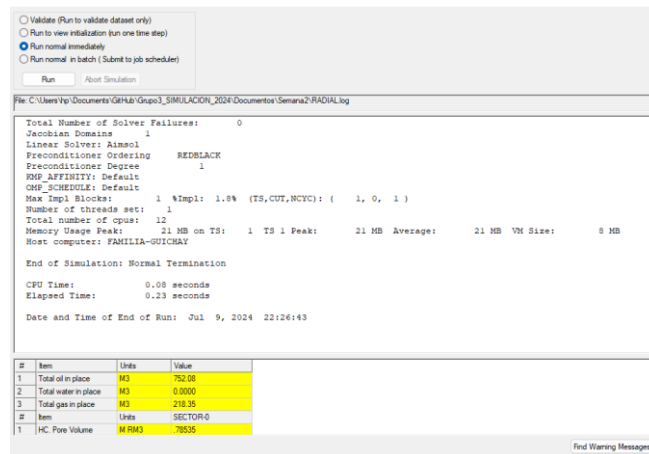 Validate (Run to validate dataset only)
Run to view initialization (run one time step)
Run normal immediately
Run normal in batch ( Submit to job scheduler)
Run Abort Simulation
File: C:\Users\hp\Documents\GitHub\Grupo3_SIMULACION_2024\Documentos\Semana2\RADIAL.log
Total Number of Solver Failures: 0
Jacobian Domains 1
Linear Solver: Aimsol
Preconditioner Ordering REDBLACK
Preconditioner Degree 1
KMP_AFFINITY: Default
OMP_SCHEDULE: Default
Max Impl Blocks: 1 %Impl: 1.8% (TS,CUT,NCYC): ( 1, 0, 1 )
Number of threads set: 1
Total number of cpus: 12
Memory Usage Peak: 21 MB on TS: 1 TS 1 Peak: 21 MB Average: 21 MB VM Size: 8 MB
Host computer: FAMILIA-GUICHAY
End of Simulation: Normal Termination
CPU Time: 0.08 seconds
Elapsed Time: 0.23 seconds
Date and Time of End of Run: Jul 9, 2024 22:26:43
# Item Units Value
1 Total oil in place M3 752.08
2 Total water in place M3 0.0000
3 Total gas in place M3 218.35
# Item Units SECTOR-0
1 HC. Pore Volume M RM3 .78535
Find Warning Messages